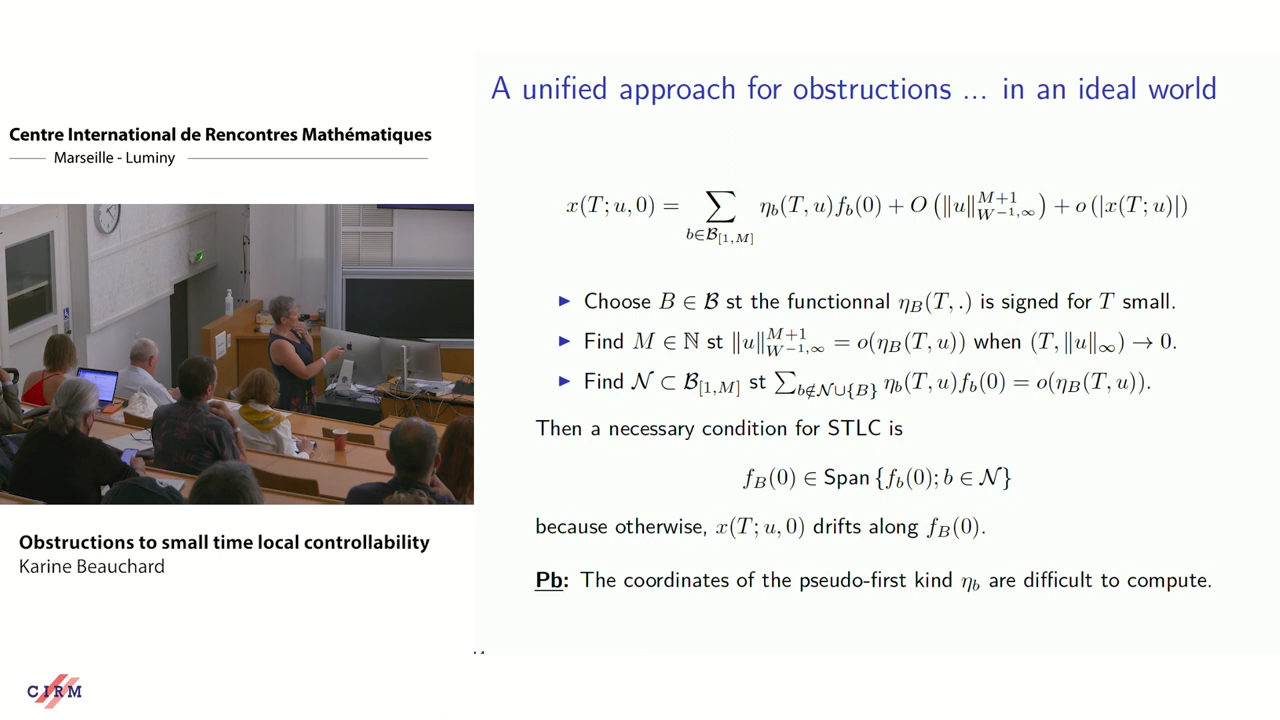 A unified approach for obstructions ... in an ideal world
Centre International de Rencontres Mathématiques
Marseille - Luminy
x(T; u, 0) = ∑_{b∈𝓑_{[1,M]}} η_b(T, u)f_b(0) + O(‖u‖^{M+1}_{W^{-1,∞}}) + o(|x(T; u)|)
▶ Choose B ∈ 𝓑 st the functionnal η_B(T, .) is signed for T small.
▶ Find M ∈ ℕ st ‖u‖^{M+1}_{W^{-1,∞}} = o(η_B(T, u)) when (T, ‖u‖_∞) → 0.
▶ Find 𝒩 ⊂ 𝓑_{[1,M]} st ∑_{b∉𝒩∪{B}} η_b(T, u)f_b(0) = o(η_B(T, u)).
Then a necessary condition for STLC is
f_B(0) ∈ Span {f_b(0); b ∈ 𝒩}
because otherwise, x(T; u, 0) drifts along f_B(0).
Pb: The coordinates of the pseudo-first kind η_b are difficult to compute.
Obstructions to small time local controllability
Karine Beauchard
CIRM